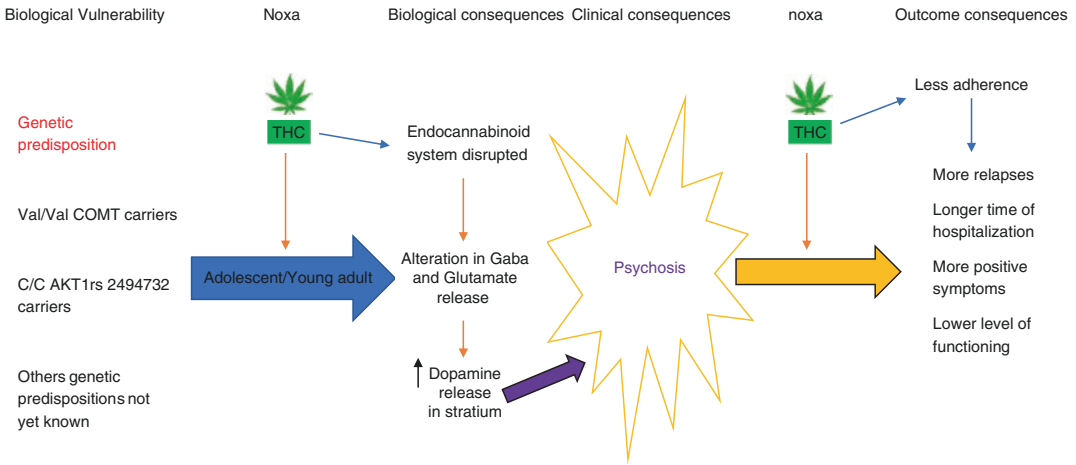 Biological Vulnerability
Noxa
Biological consequences
Clinical consequences
noxa
Outcome consequences
Genetic
predisposition
Val/Val COMT carriers
C/C AKT1rs 2494732
carriers
Others genetic
predispositions not
yet known
THC
Adolescent/Young adult
Endocannabinoid
system disrupted
Alteration in Gaba
and Glutamate
release
Dopamine
release
in stratium
Psychosis
THC
Less adherence
More relapses
Longer time of
hospitalization
More positive
symptoms
Lower level of
functioning